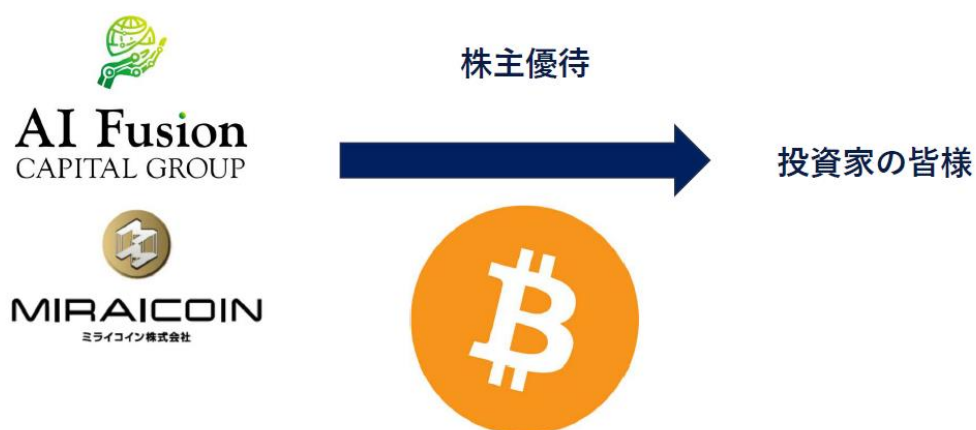 AI Fusion
CAPITAL GROUP
MIRAICOIN
ミライコイン株式会社
株主優待
投資家の皆様